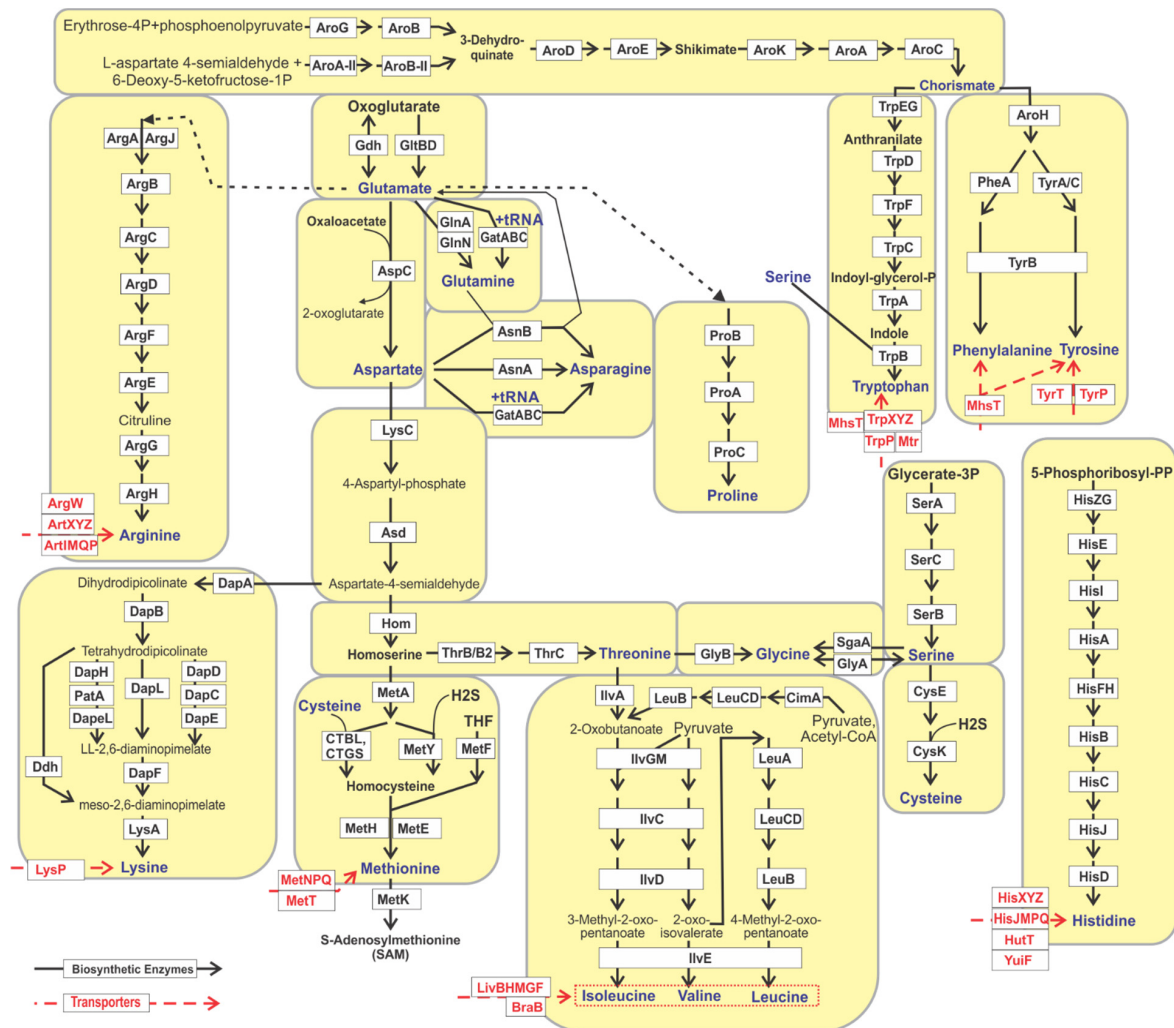 Erythrose-4P+phosphoenolpyruvate
AroG
AroB
3-Dehydro-
quinate
AroD
AroE
Shikimate
AroK
AroA
AroC
L-aspartate 4-semialdehyde +
6-Deoxy-5-ketofructose-1P
AroA-II
AroB-II
Chorismate
ArgA ArgJ
ArgB
ArgC
ArgD
ArgF
ArgE
Citruline
ArgG
ArgH
ArgW
ArtXYZ
ArtIMQP
Arginine
Oxoglutarate
Gdh
GltBD
Glutamate
Oxaloacetate
AspC
2-oxoglutarate
Aspartate
GlnA
GlnN
+tRNA
GatABC
Glutamine
AsnB
AsnA
Asparagine
+tRNA
GatABC
ProB
ProA
ProC
Proline
TrpEG
Anthranilate
TrpD
TrpF
TrpC
Indoyl-glycerol-P
TrpA
Indole
Serine
TrpB
Tryptophan
MhsT
TrpXYZ
TrpP
Mtr
AroH
PheA
TyrA/C
TyrB
Phenylalanine
Tyrosine
MhsT
TyrT
TyrP
LysC
4-Aspartyl-phosphate
Asd
Aspartate-4-semialdehyde
Dihydrodipicolinate
DapA
DapB
Tetrahydrodipicolinate
DapH
PatA
DapeL
DapL
DapD
DapC
DapE
LL-2,6-diaminopimelate
Ddh
DapF
meso-2,6-diaminopimelate
LysA
LysP
Lysine
Hom
Homoserine
ThrB/B2
ThrC
Threonine
GlyB
Glycine
SgaA
GlyA
Glycerate-3P
SerA
SerC
SerB
Serine
CysE
H2S
CysK
Cysteine
MetA
Cysteine
H2S
THF
CTBL,
CTGS
MetY
MetF
Homocysteine
MetH
MetE
MetNPQ
MetT
Methionine
MetK
S-Adenosylmethionine
(SAM)
IlvA
LeuB
LeuCD
CimA
2-Oxobutanoate
Pyruvate
Pyruvate,
Acetyl-CoA
IlvGM
LeuA
IlvC
LeuCD
IlvD
LeuB
3-Methyl-2-oxo-
pentanoate
2-oxo-
isovalerate
4-Methyl-2-oxo-
pentanoate
IlvE
LivBHMGF
BraB
Isoleucine
Valine
Leucine
5-Phosphoribosyl-PP
HisZG
HisE
HisI
HisA
HisFH
HisB
HisC
HisJ
HisD
HisXYZ
HisJMPQ
HutT
YuiF
Histidine
Biosynthetic Enzymes
Transporters